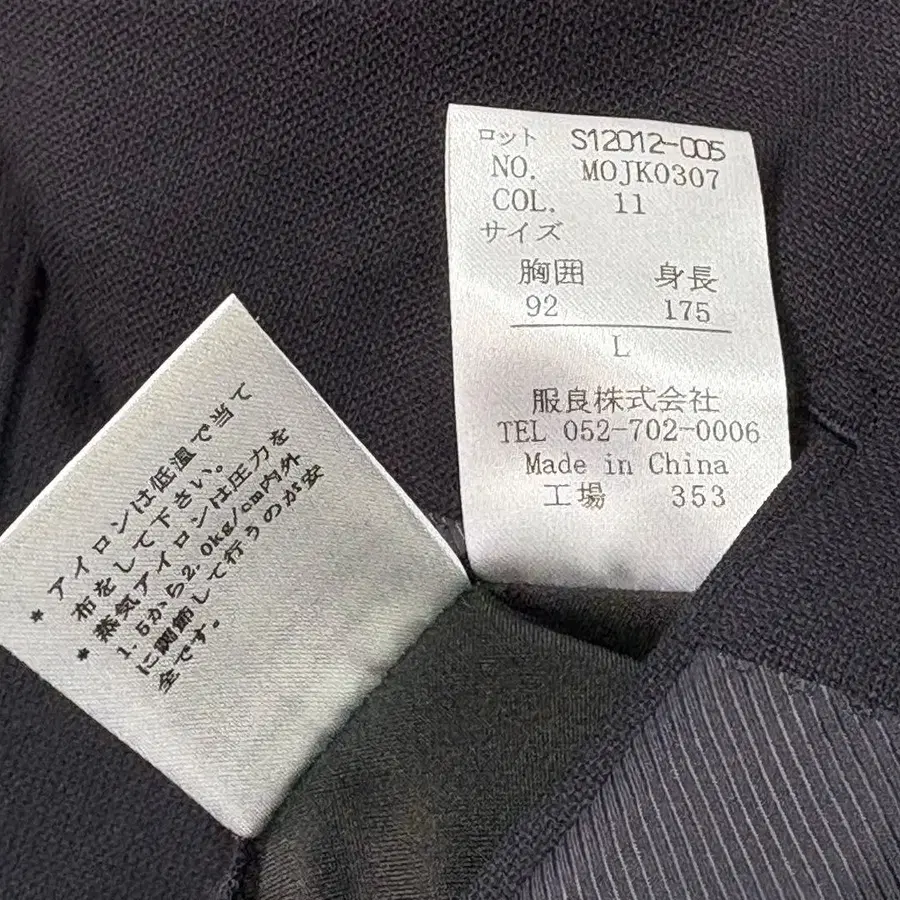 ロット S12012-005
NO. MOJK0307
COL. 11
サイズ
胸囲 身長
92 175
L
服良株式会社
TEL 052-702-0006
Made in China
工場 353
* アイロンは低温で当て
布をして下さい。
* 蒸気アイロンは圧力を
1.5から2.0kg/cm内外
に調節して行うのが安
全です。